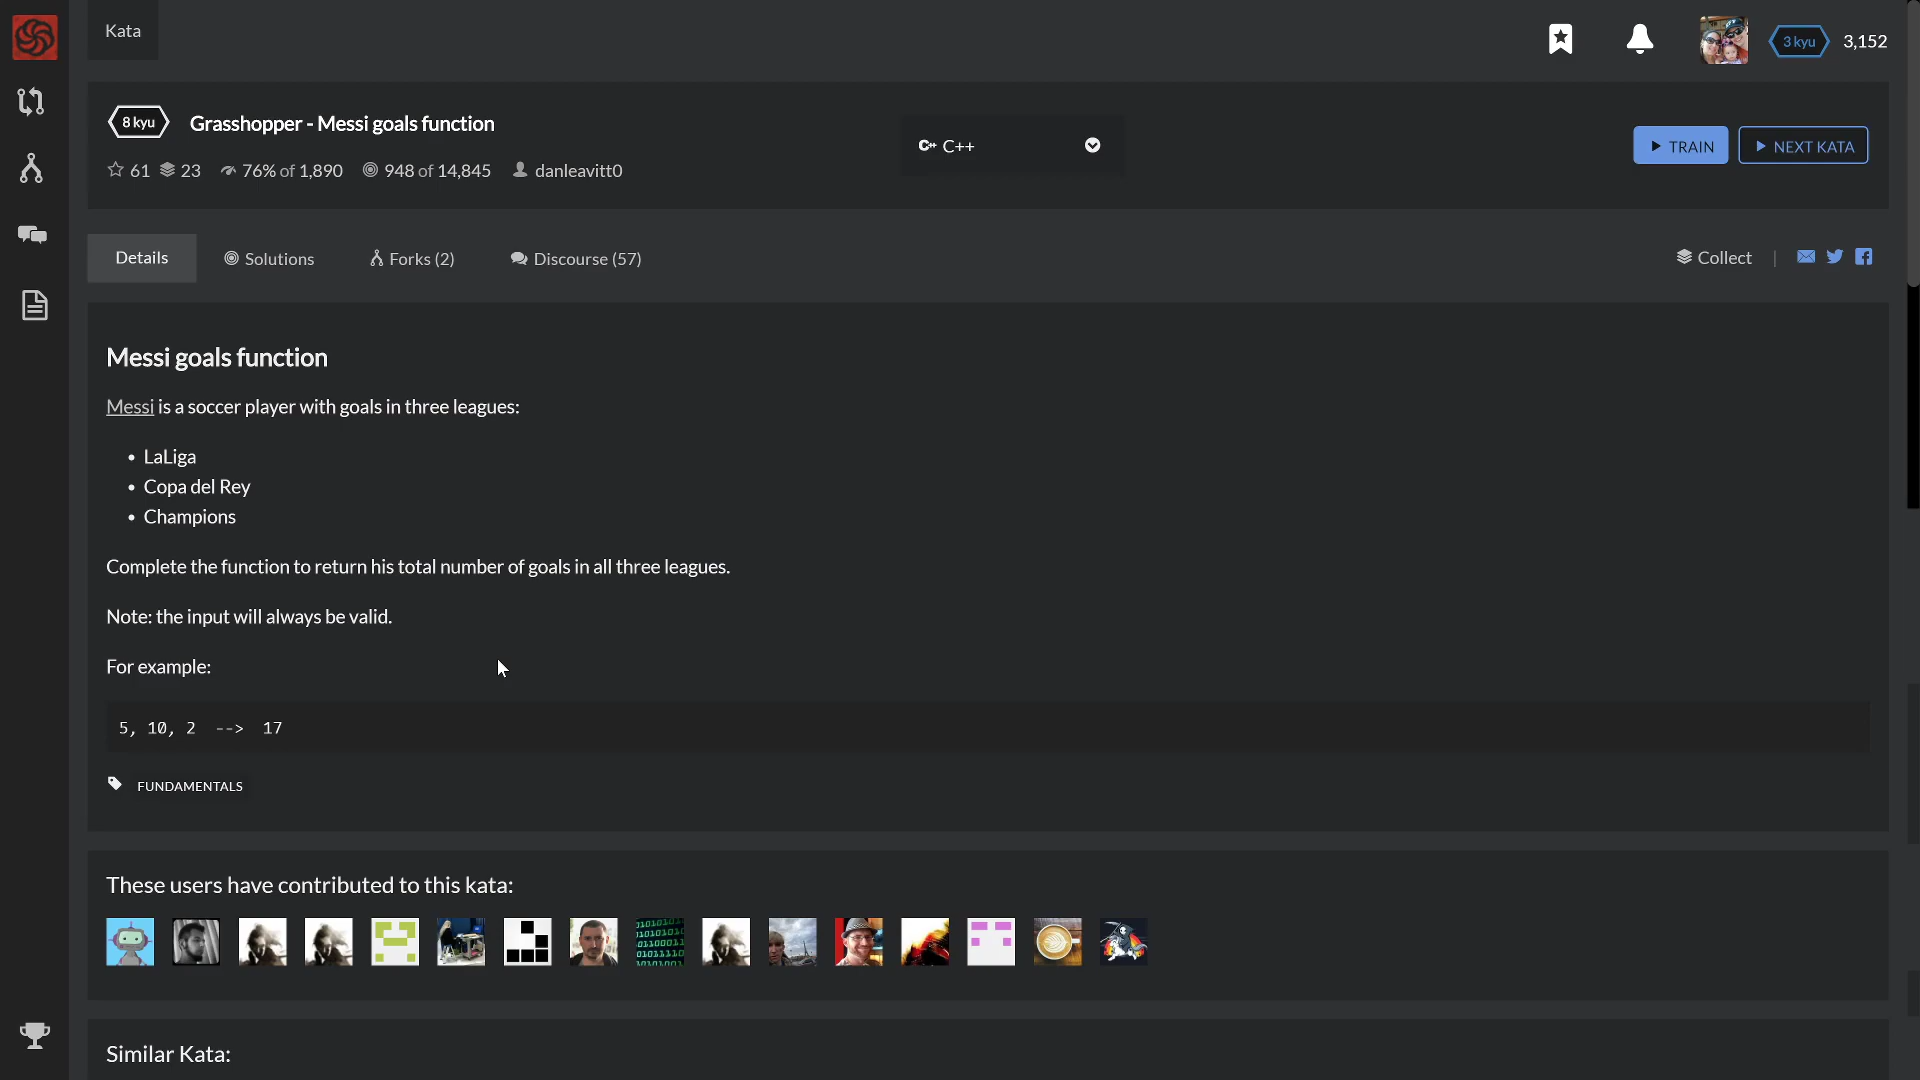 Kata
3 kyu 3,152
8 kyu Grasshopper - Messi goals function
61 23 76% of 1,890 948 of 14,845 danleavitt0
C++ C++
TRAIN NEXT KATA
Details Solutions Forks (2) Discourse (57)
Collect |
Messi goals function
Messi is a soccer player with goals in three leagues:
• LaLiga
• Copa del Rey
• Champions
Complete the function to return his total number of goals in all three leagues.
Note: the input will always be valid.
For example:
5, 10, 2 --> 17
FUNDAMENTALS
These users have contributed to this kata:
Similar Kata: